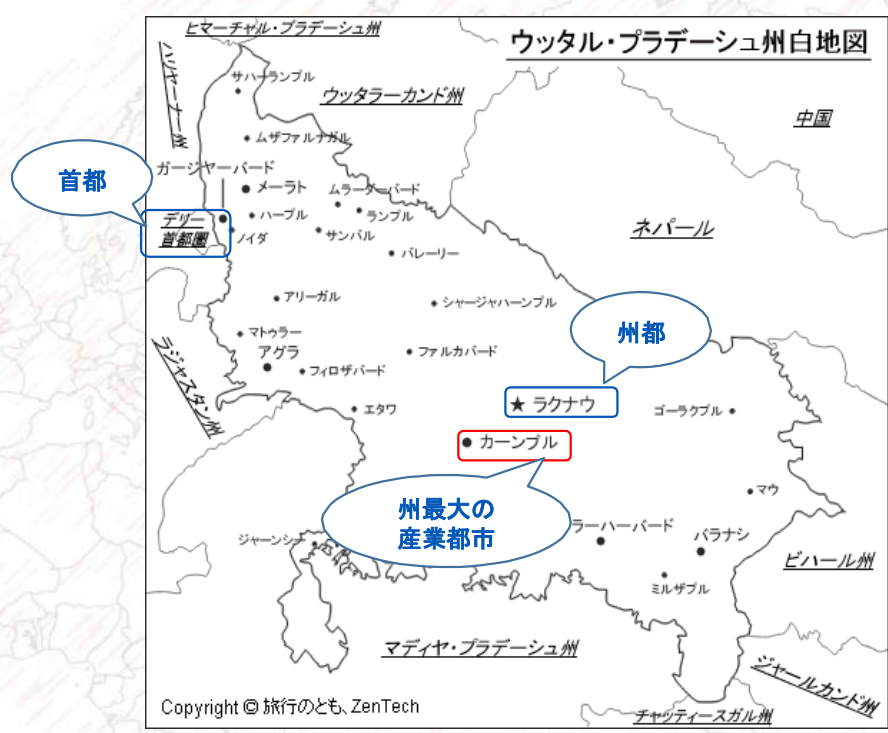 ヒマーチャル・プラデーシュ州
ウッタル・プラデーシュ州白地図
ハリヤーナー州
サハーランプル
ウッタラーカンド州
中国
ムザファルナガル
首都
ガージヤーバード
メーラト
ムラーダーバード
デリー
首都圏
ハープル
ランプル
ノイダ
サンバル
ネパール
バレーリー
アリーガル
シャージャハーンプル
マトゥラー
州都
ラジャスタン州
アグラ
ファルカバード
フィロザバード
★ ラクナウ
エタワ
ゴーラクプル
カーンプル
マウ
州最大の
産業都市
ジャーンシー
ラーハーバード
バラナシ
ビハール州
ミルザプル
マディヤ・プラデーシュ州
ジャールカンド州
Copyright © 旅行のとも、ZenTech
チャッティースガル州